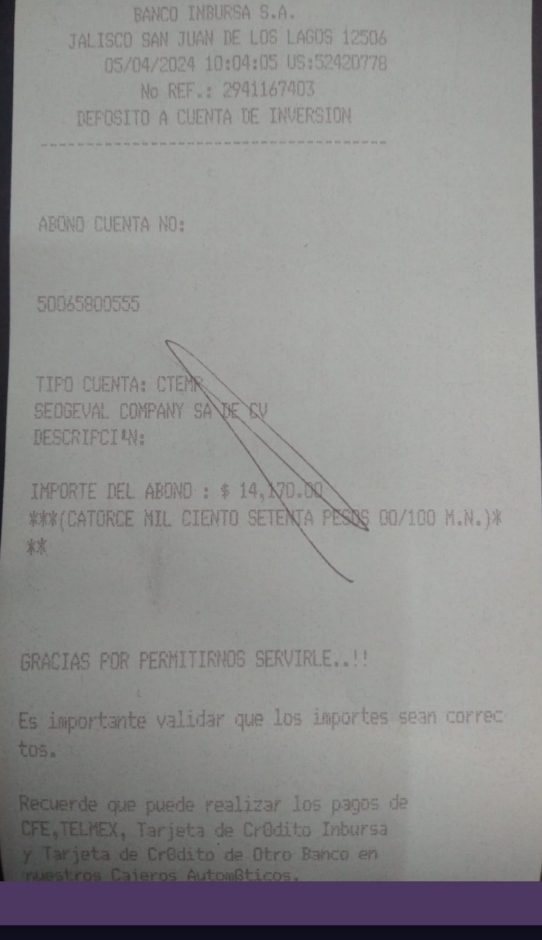 BANCO INBURSA S.A.
JALISCO SAN JUAN DE LOS LAGOS 12506
05/04/2024 10:04:05 US:52420778
No REF.: 2941167403
DEPOSITO A CUENTA DE INVERSION
------------------------------------
ABONO CUENTA NO:
50065800555
TIPO CUENTA: CTEMP
SEOGEVAL COMPANY SA DE CV
DESCRIPCI N:
IMPORTE DEL ABONO : $ 14,170.00
***(CATORCE MIL CIENTO SETENTA PESOS 00/100 M.N.)*
**
GRACIAS POR PERMITIRNOS SERVIRLE..!!
Es importante validar que los importes sean correc
tos.
Recuerde que puede realizar los pagos de
CFE,TELMEX, Tarjeta de Cr0dito Inbursa
y Tarjeta de Cr0dito de Otro Banco en
nuestros Cajeros Autom0ticos.